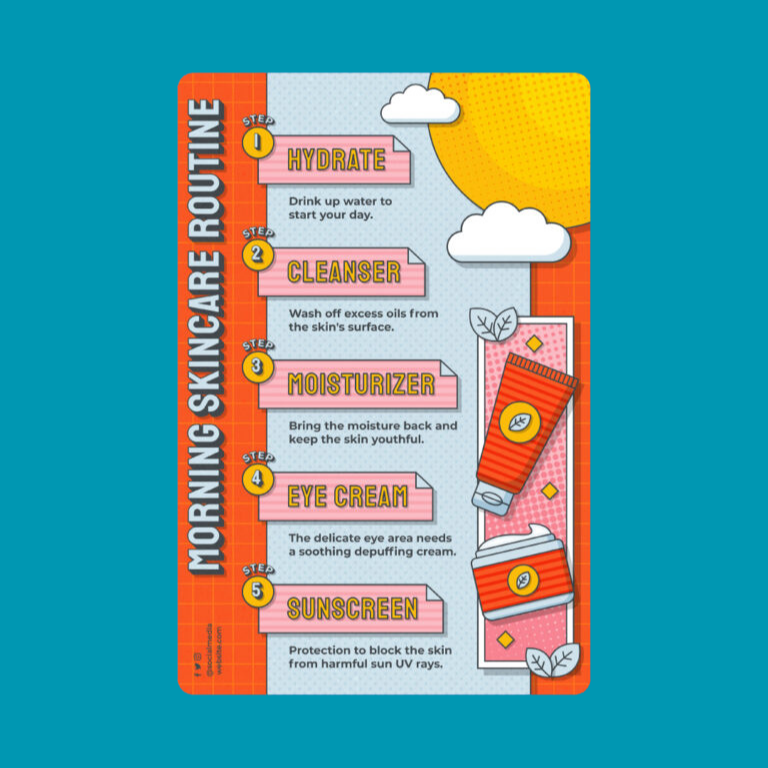 MORNING SKINCARE ROUTINE
STEP
1
HYDRATE
Drink up water to
start your day.
STEP
2
CLEANSER
Wash off excess oils from
the skin's surface.
STEP
3
MOISTURIZER
Bring the moisture back and
keep the skin youthful.
STEP
4
EYE CREAM
The delicate eye area needs
a soothing depuffing cream.
STEP
5
SUNSCREEN
Protection to block the skin
from harmful sun UV rays.
@socialmedia
website.com